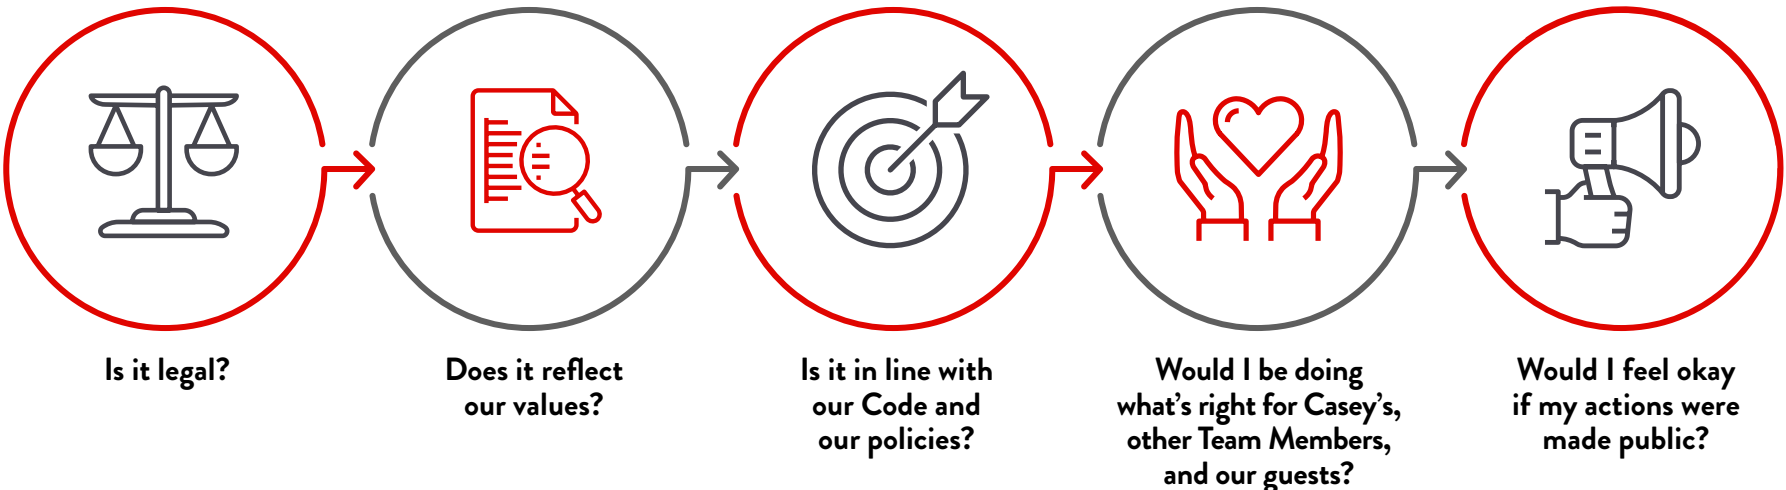 Is it legal?
Does it reflect
our values?
Is it in line with
our Code and
our policies?
Would I be doing
what’s right for Casey’s,
other Team Members,
and our guests?
Would I feel okay
if my actions were
made public?